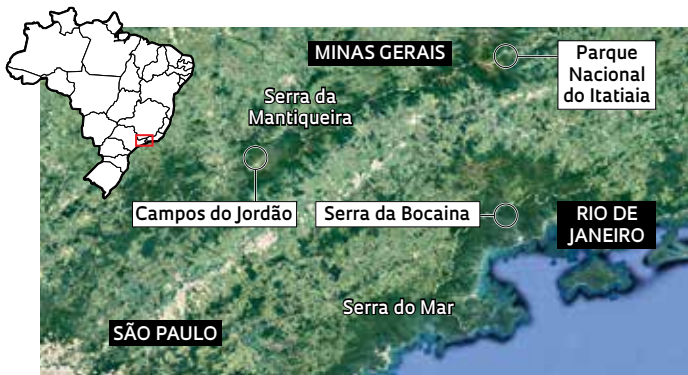 MINAS GERAIS
Parque
Nacional
do Itatiaia
Serra da
Mantiqueira
Campos do Jordão
Serra da Bocaina
RIO DE
JANEIRO
Serra do Mar
SÃO PAULO